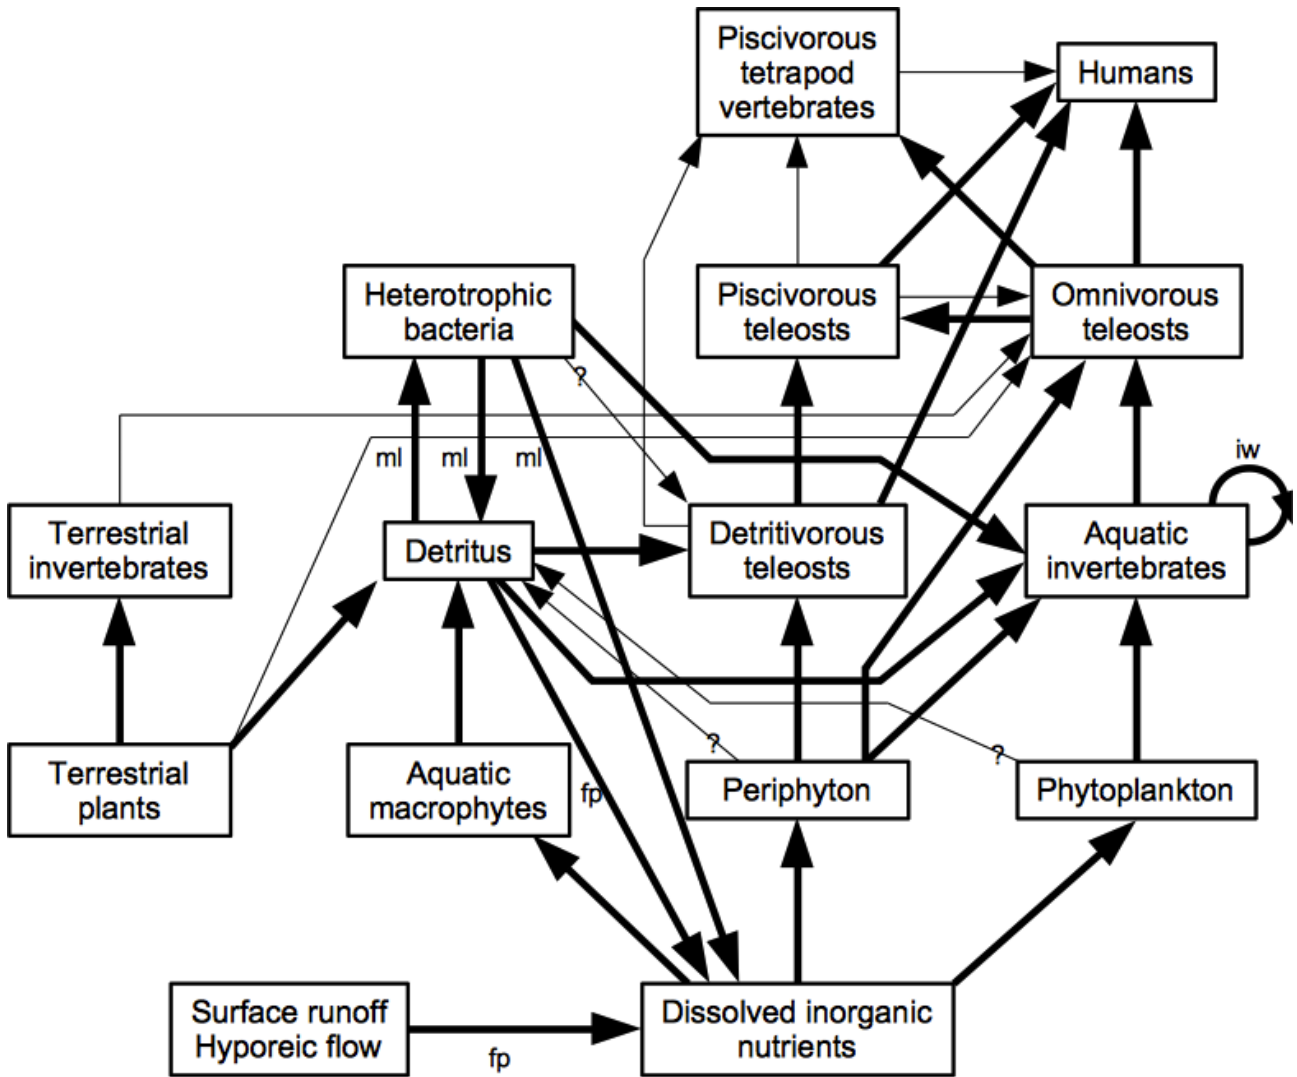 Piscivorous
tetrapod
vertebrates
Humans
Heterotrophic
bacteria
Piscivorous
teleosts
Omnivorous
teleosts
?
ml
ml
ml
iw
Terrestrial
invertebrates
Detritus
Detritivorous
teleosts
Aquatic
invertebrates
?
?
Terrestrial
plants
Aquatic
macrophytes
fp
Periphyton
Phytoplankton
Surface runoff
Hyporeic flow
fp
Dissolved inorganic
nutrients